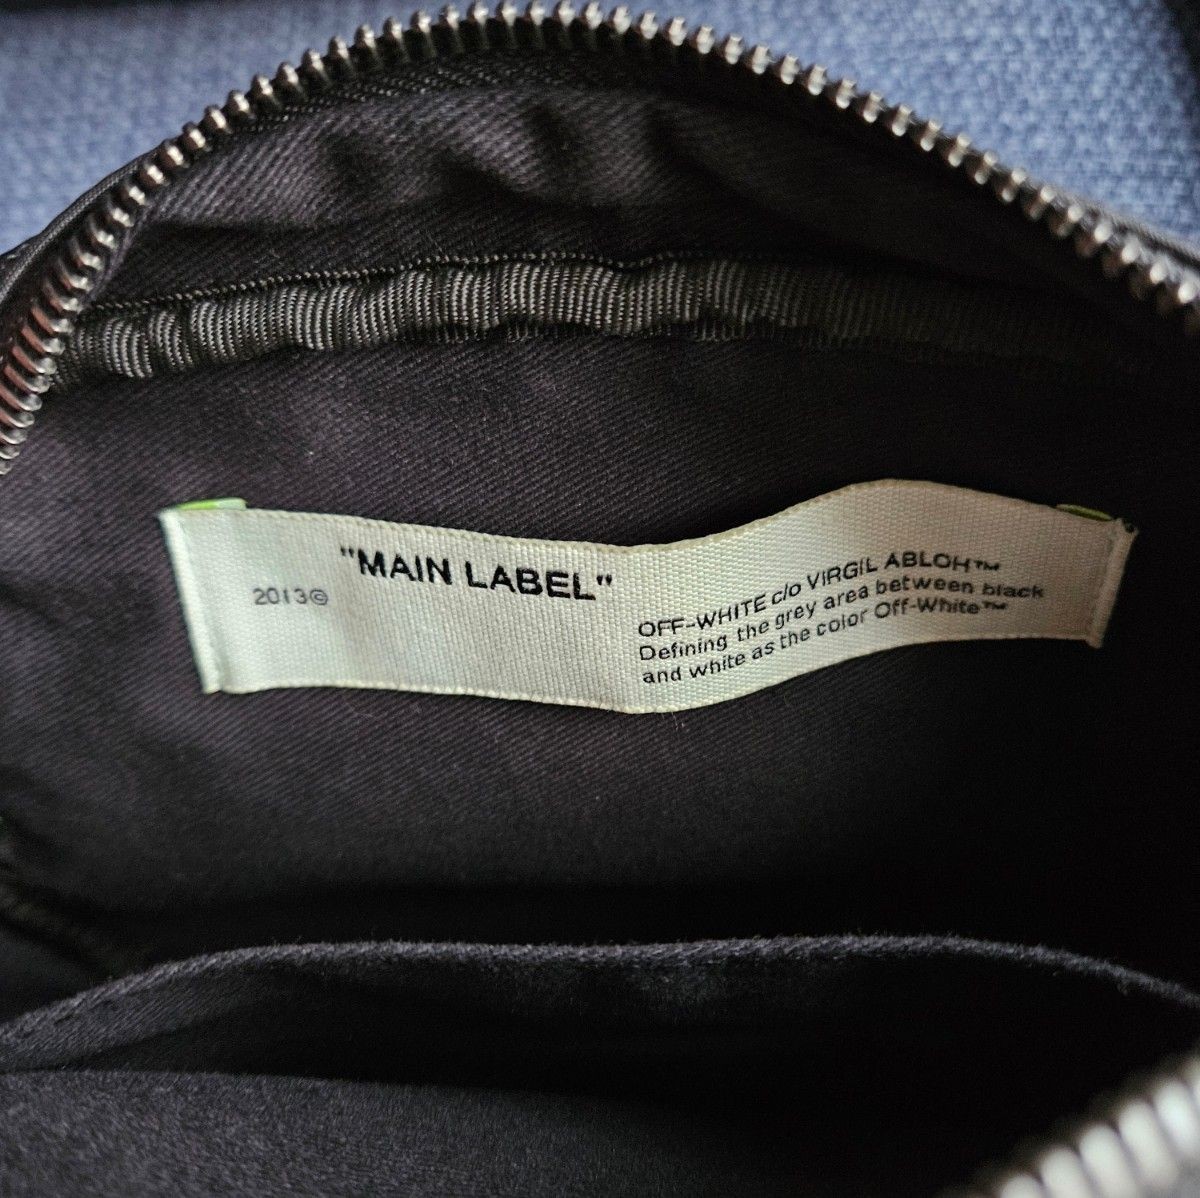 "MAIN LABEL"
2013©
OFF-WHITE c/o VIRGIL ABLOH™
Defining the grey area between black
and white as the color Off-White™